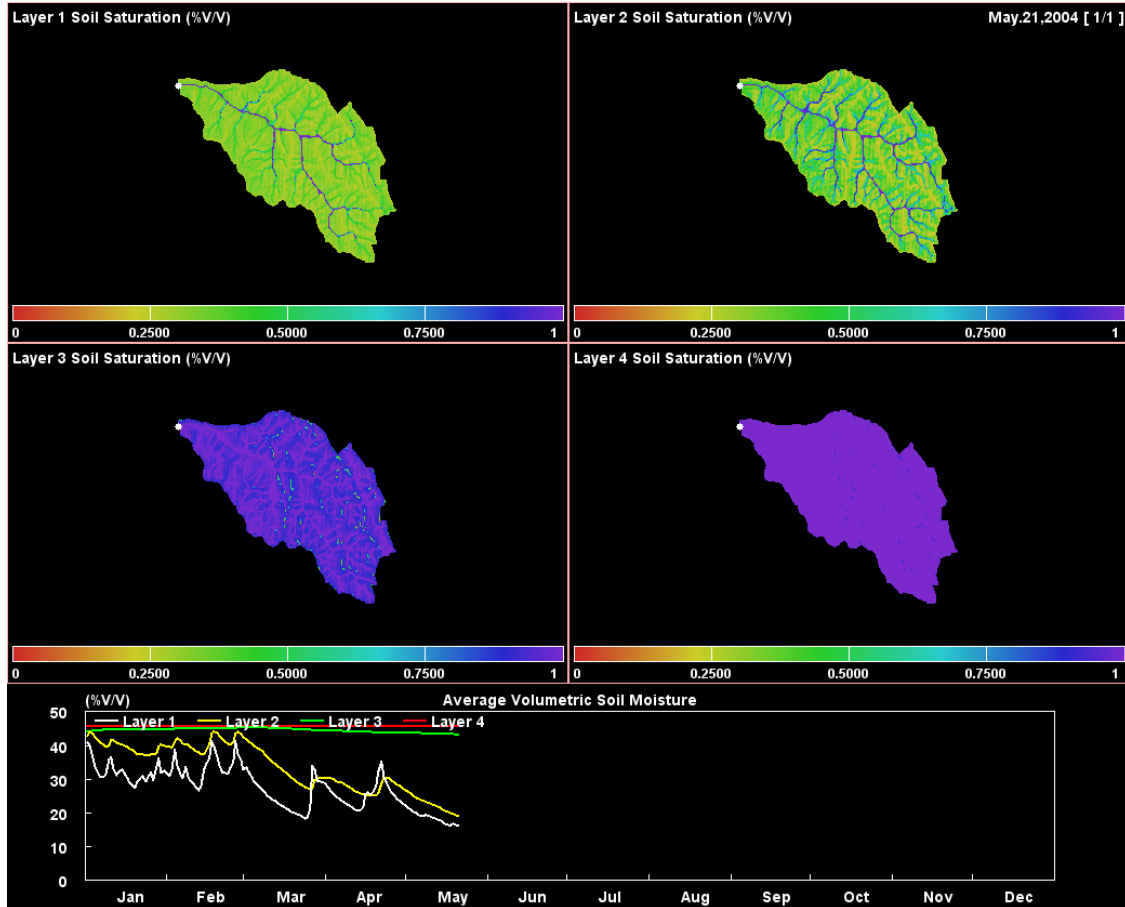 Layer 1 Soil Saturation (%V/V)
Layer 2 Soil Saturation (%V/V) May.21,2004 [ 1/1 ]
0 0.2500 0.5000 0.7500 1
0 0.2500 0.5000 0.7500 1
Layer 3 Soil Saturation (%V/V)
Layer 4 Soil Saturation (%V/V)
0 0.2500 0.5000 0.7500 1
0 0.2500 0.5000 0.7500 1
(%V/V) Average Volumetric Soil Moisture
50
Layer 1 Layer 2 Layer 3 Layer 4
40
30
20
10
0
Jan Feb Mar Apr May Jun Jul Aug Sep Oct Nov Dec